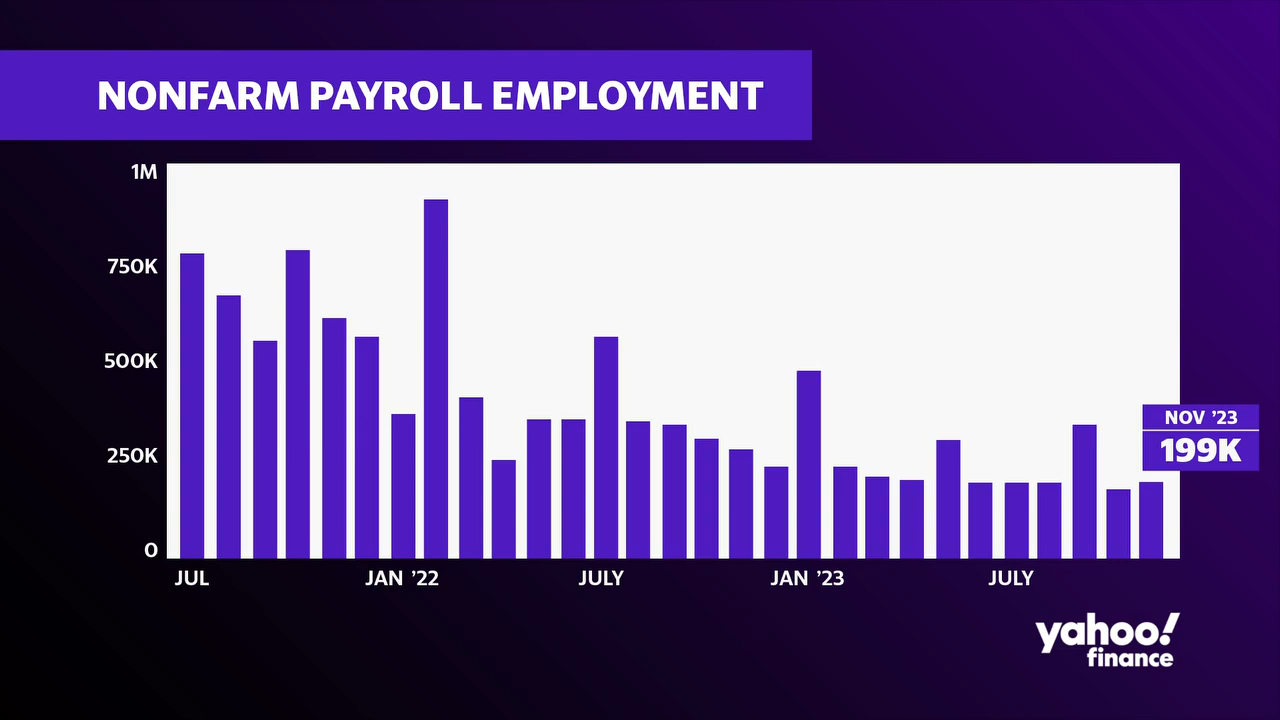 NONFARM PAYROLL EMPLOYMENT
1M
750K
500K
250K
0
JUL
JAN ’22
JULY
JAN ’23
JULY
NOV ’23
199K
yahoo!
finance